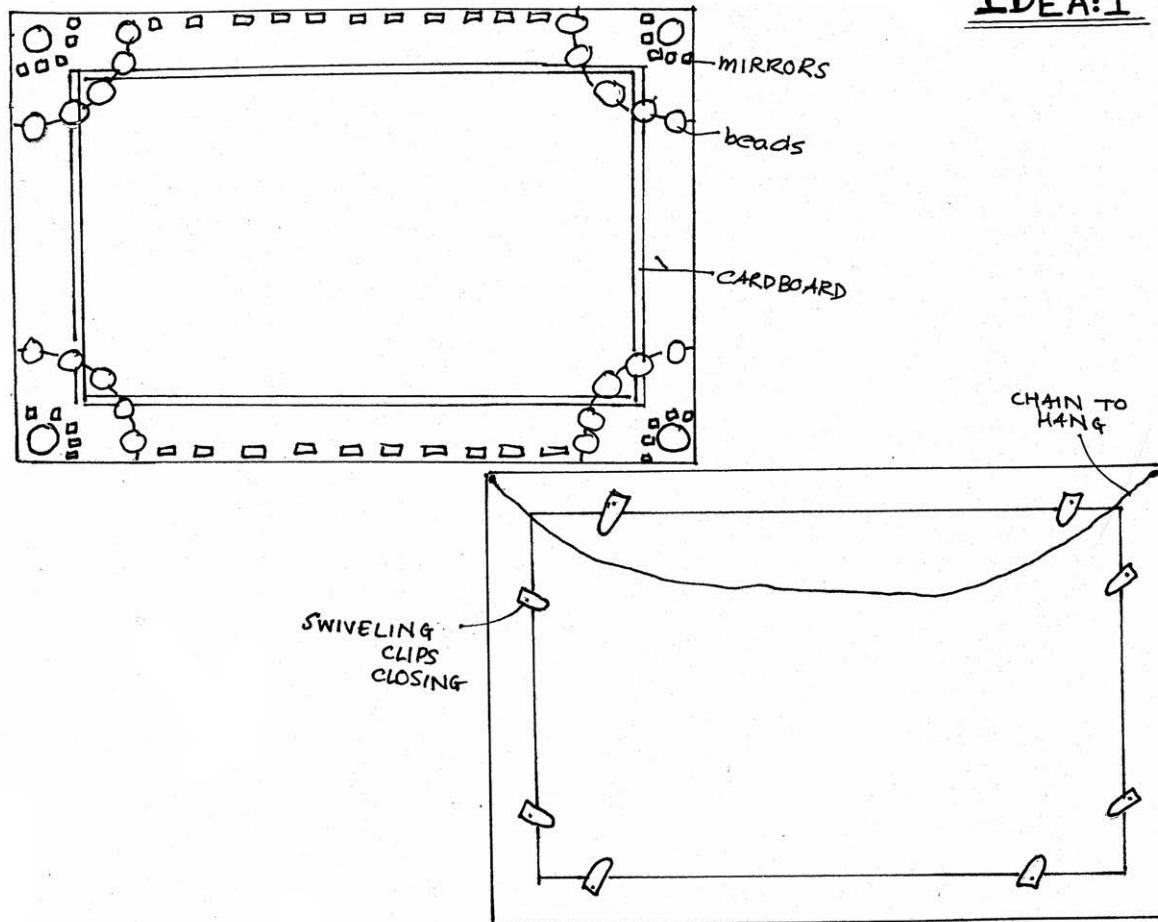 IDEA:1
MIRRORS
beads
CARDBOARD
CHAIN TO
HANG
SWIVELING
CLIPS
CLOSING